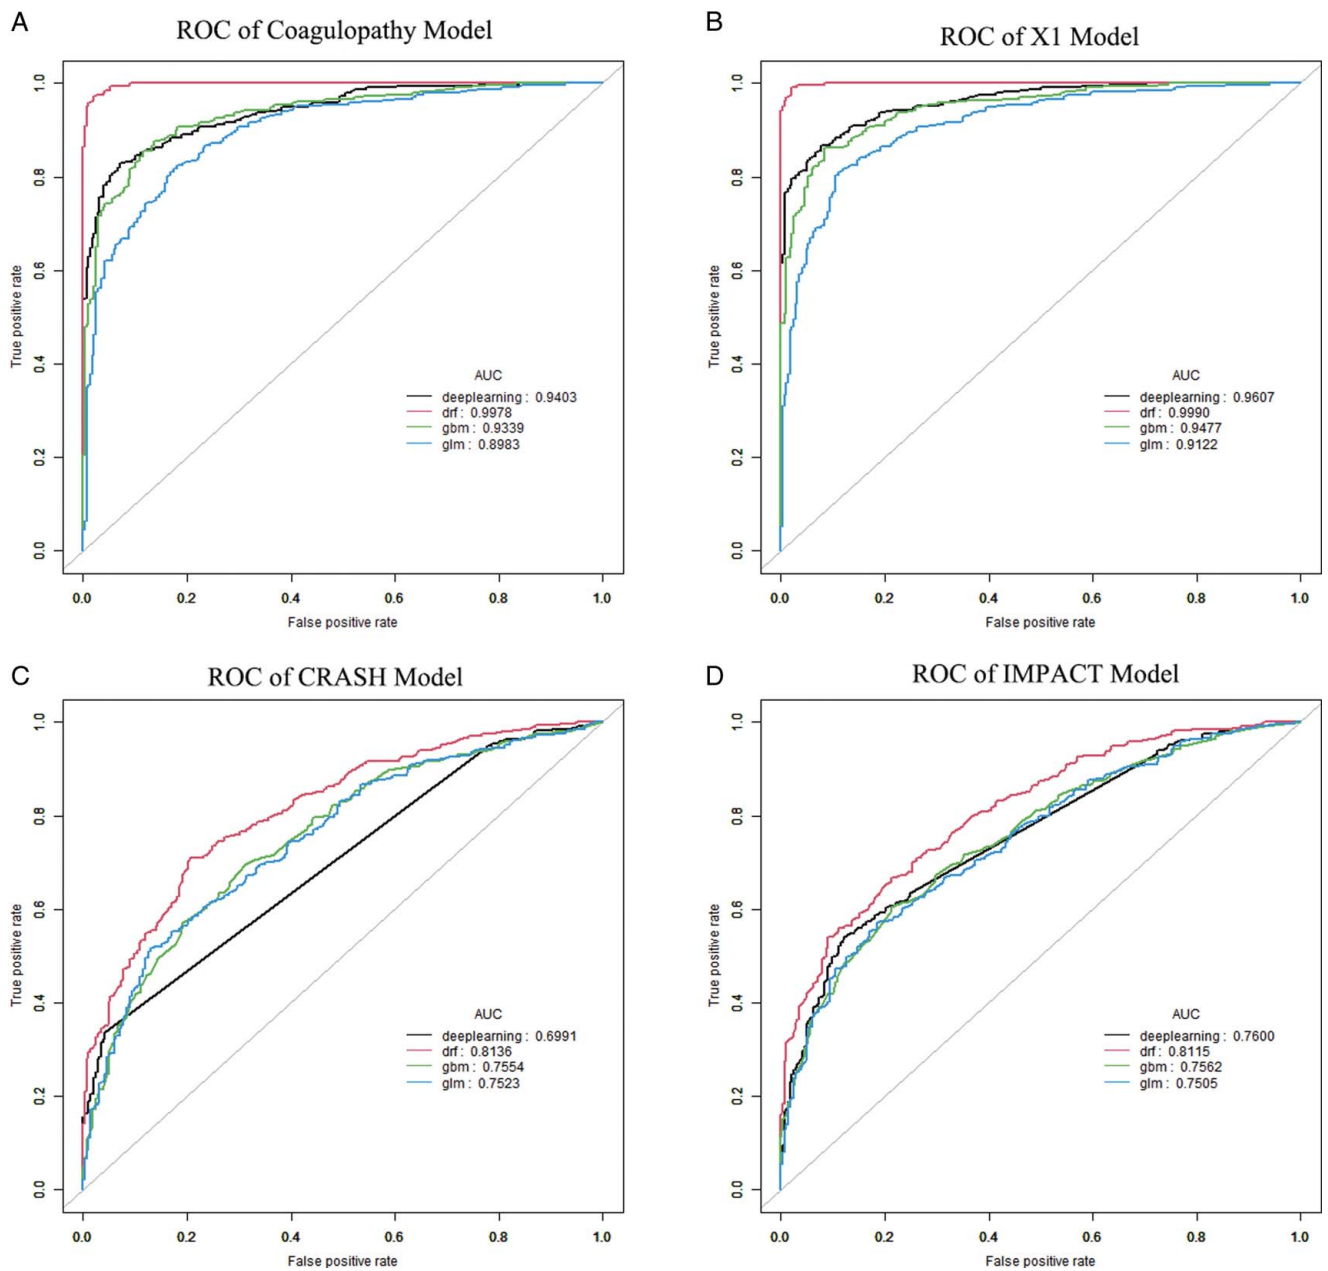 A
ROC of Coagulopathy Model
True positive rate
1.0
0.8
0.6
0.4
0.2
0.0
AUC
deeplearning : 0.9403
drf : 0.9978
gbm : 0.9339
glm : 0.8983
0.0 0.2 0.4 0.6 0.8 1.0
False positive rate
B
ROC of X1 Model
True positive rate
1.0
0.8
0.6
0.4
0.2
0.0
AUC
deeplearning : 0.9607
drf : 0.9990
gbm : 0.9477
glm : 0.9122
0.0 0.2 0.4 0.6 0.8 1.0
False positive rate
C
ROC of CRASH Model
True positive rate
1.0
0.8
0.6
0.4
0.2
0.0
AUC
deeplearning : 0.6991
drf : 0.8136
gbm : 0.7554
glm : 0.7523
0.0 0.2 0.4 0.6 0.8 1.0
False positive rate
D
ROC of IMPACT Model
True positive rate
1.0
0.8
0.6
0.4
0.2
0.0
AUC
deeplearning : 0.7600
drf : 0.8115
gbm : 0.7562
glm : 0.7505
0.0 0.2 0.4 0.6 0.8 1.0
False positive rate